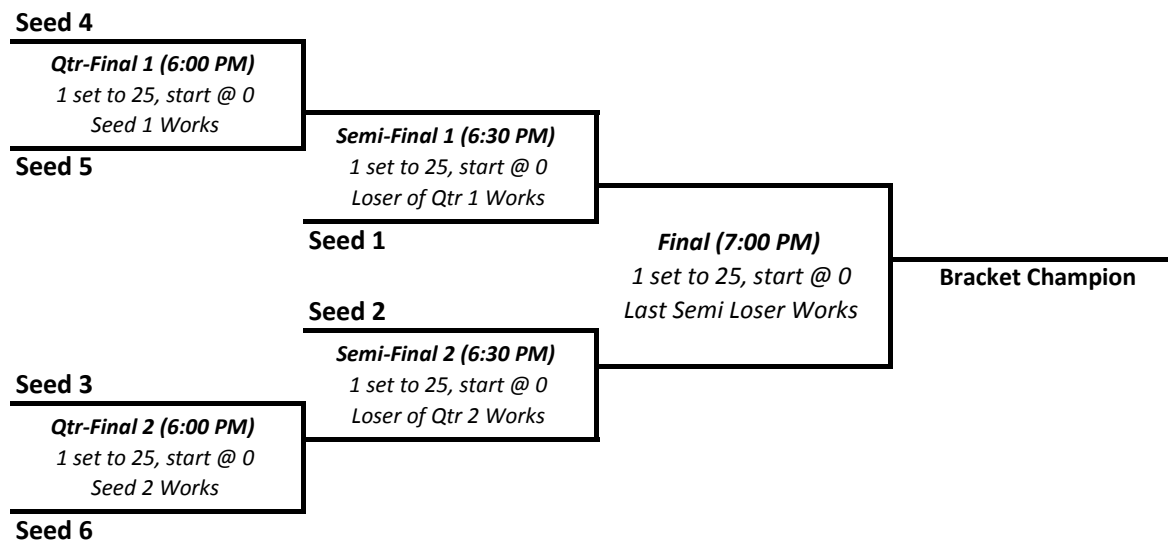 Seed 4
Qtr-Final 1 (6:00 PM)
1 set to 25, start @ 0
Seed 1 Works
Seed 5
Semi-Final 1 (6:30 PM)
1 set to 25, start @ 0
Loser of Qtr 1 Works
Seed 1
Final (7:00 PM)
1 set to 25, start @ 0
Last Semi Loser Works
Bracket Champion
Seed 2
Semi-Final 2 (6:30 PM)
1 set to 25, start @ 0
Loser of Qtr 2 Works
Seed 3
Qtr-Final 2 (6:00 PM)
1 set to 25, start @ 0
Seed 2 Works
Seed 6